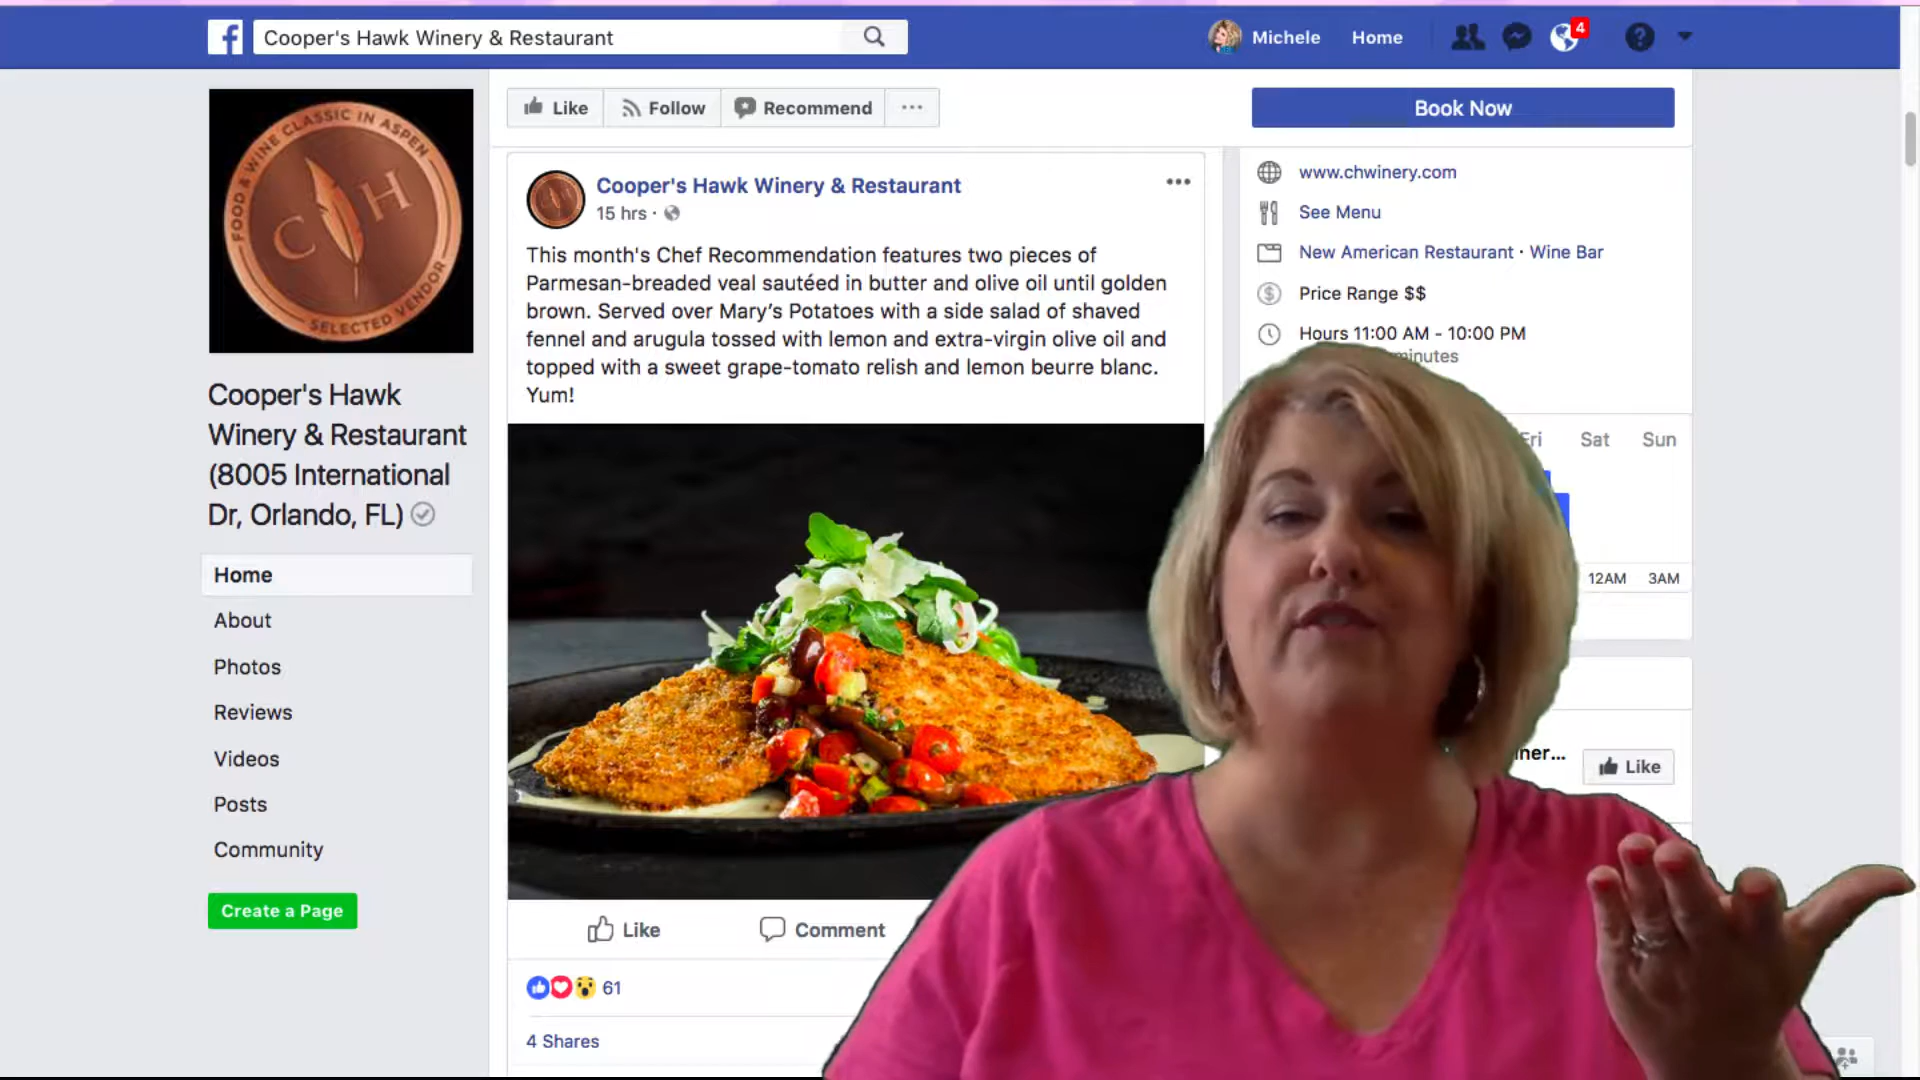 Cooper's Hawk Winery & Restaurant
Michele
Home
4
?
Like
Follow
Recommend
Book Now
FOOD & WINE CLASSIC IN ASPEN
C H
SELECTED VENDOR
Cooper's Hawk
Winery & Restaurant
(8005 International
Dr, Orlando, FL)
Home
About
Photos
Reviews
Videos
Posts
Community
Create a Page
Cooper's Hawk Winery & Restaurant
15 hrs ·
This month's Chef Recommendation features two pieces of
Parmesan-breaded veal sautéed in butter and olive oil until golden
brown. Served over Mary's Potatoes with a side salad of shaved
fennel and arugula tossed with lemon and extra-virgin olive oil and
topped with a sweet grape-tomato relish and lemon beurre blanc.
Yum!
Like
Comment
61
4 Shares
www.chwinery.com
See Menu
New American Restaurant · Wine Bar
Price Range $$
Hours 11:00 AM - 10:00 PM
minutes
Fri Sat Sun
12AM 3AM
iner...
Like